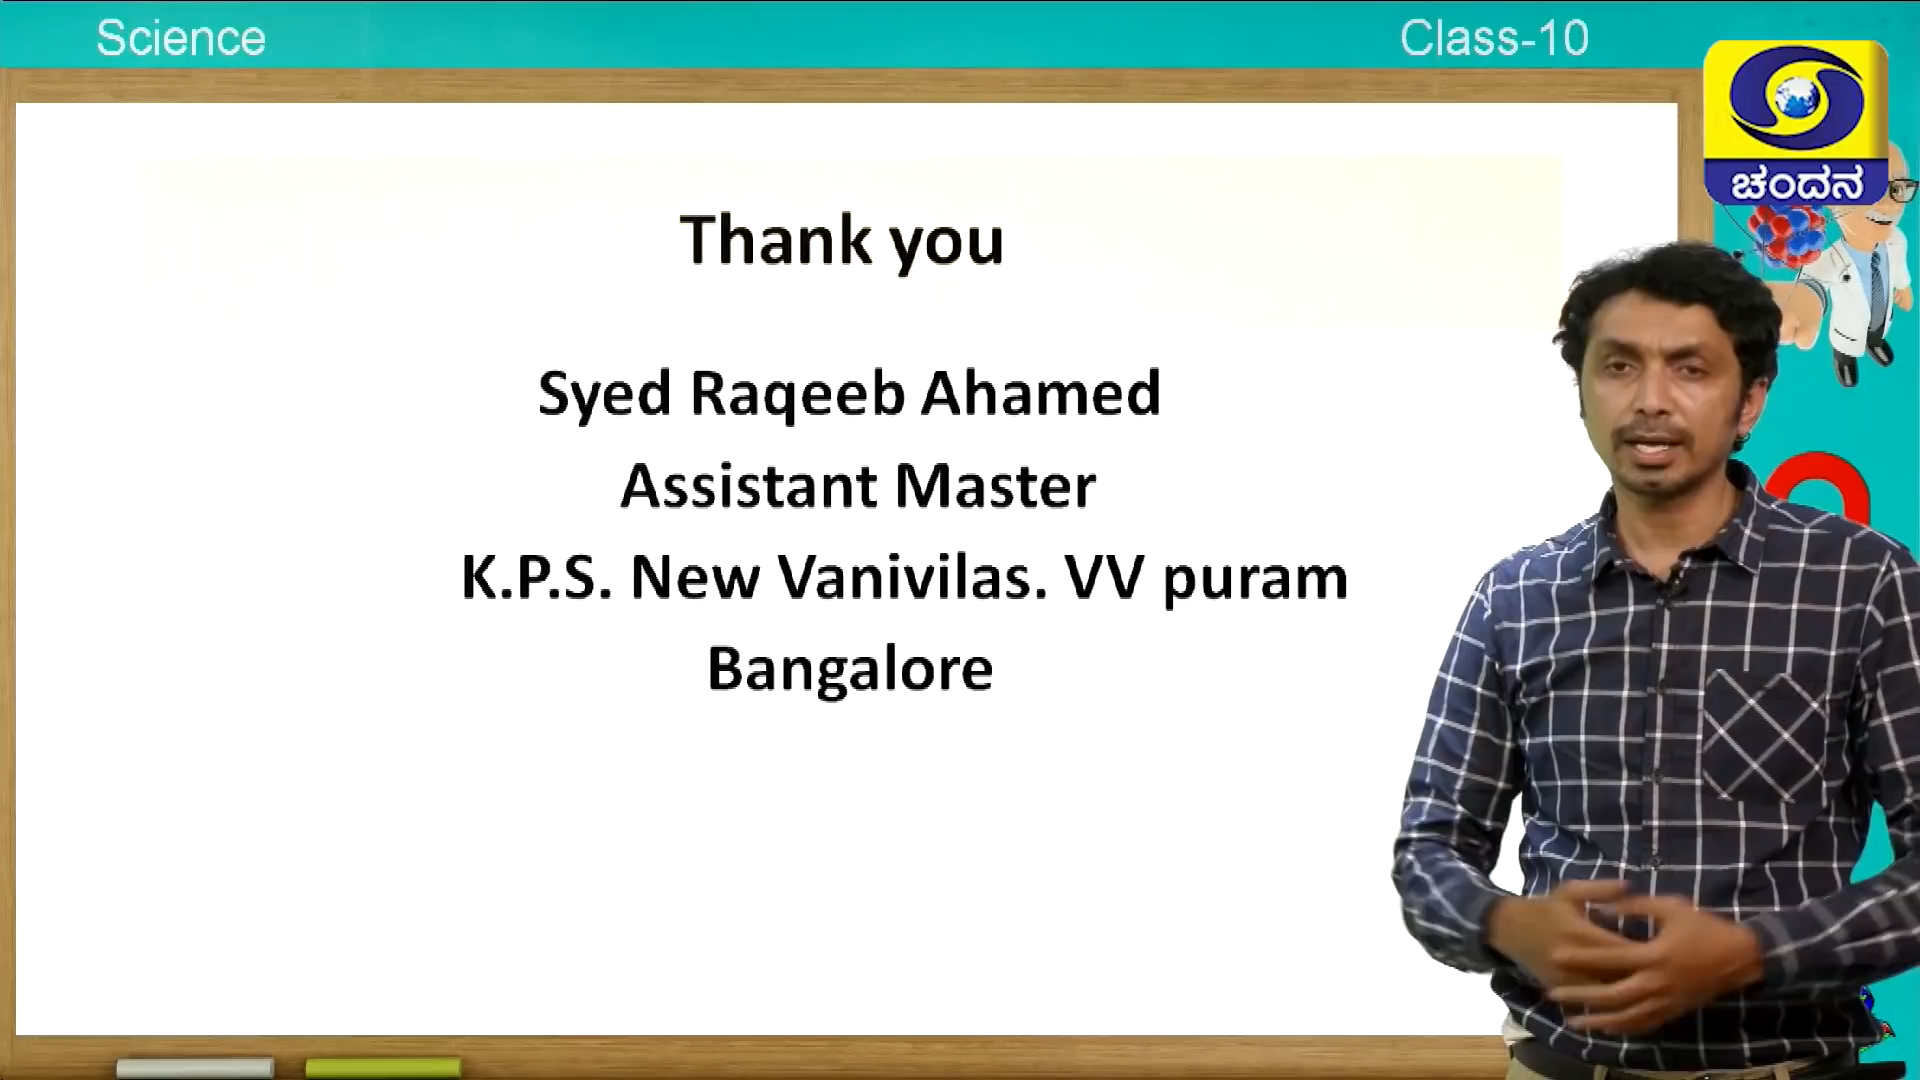 Science
Class-10
ಚಂದನ
Thank you
Syed Raqeeb Ahamed
Assistant Master
K.P.S. New Vanivilas. VV puram
Bangalore